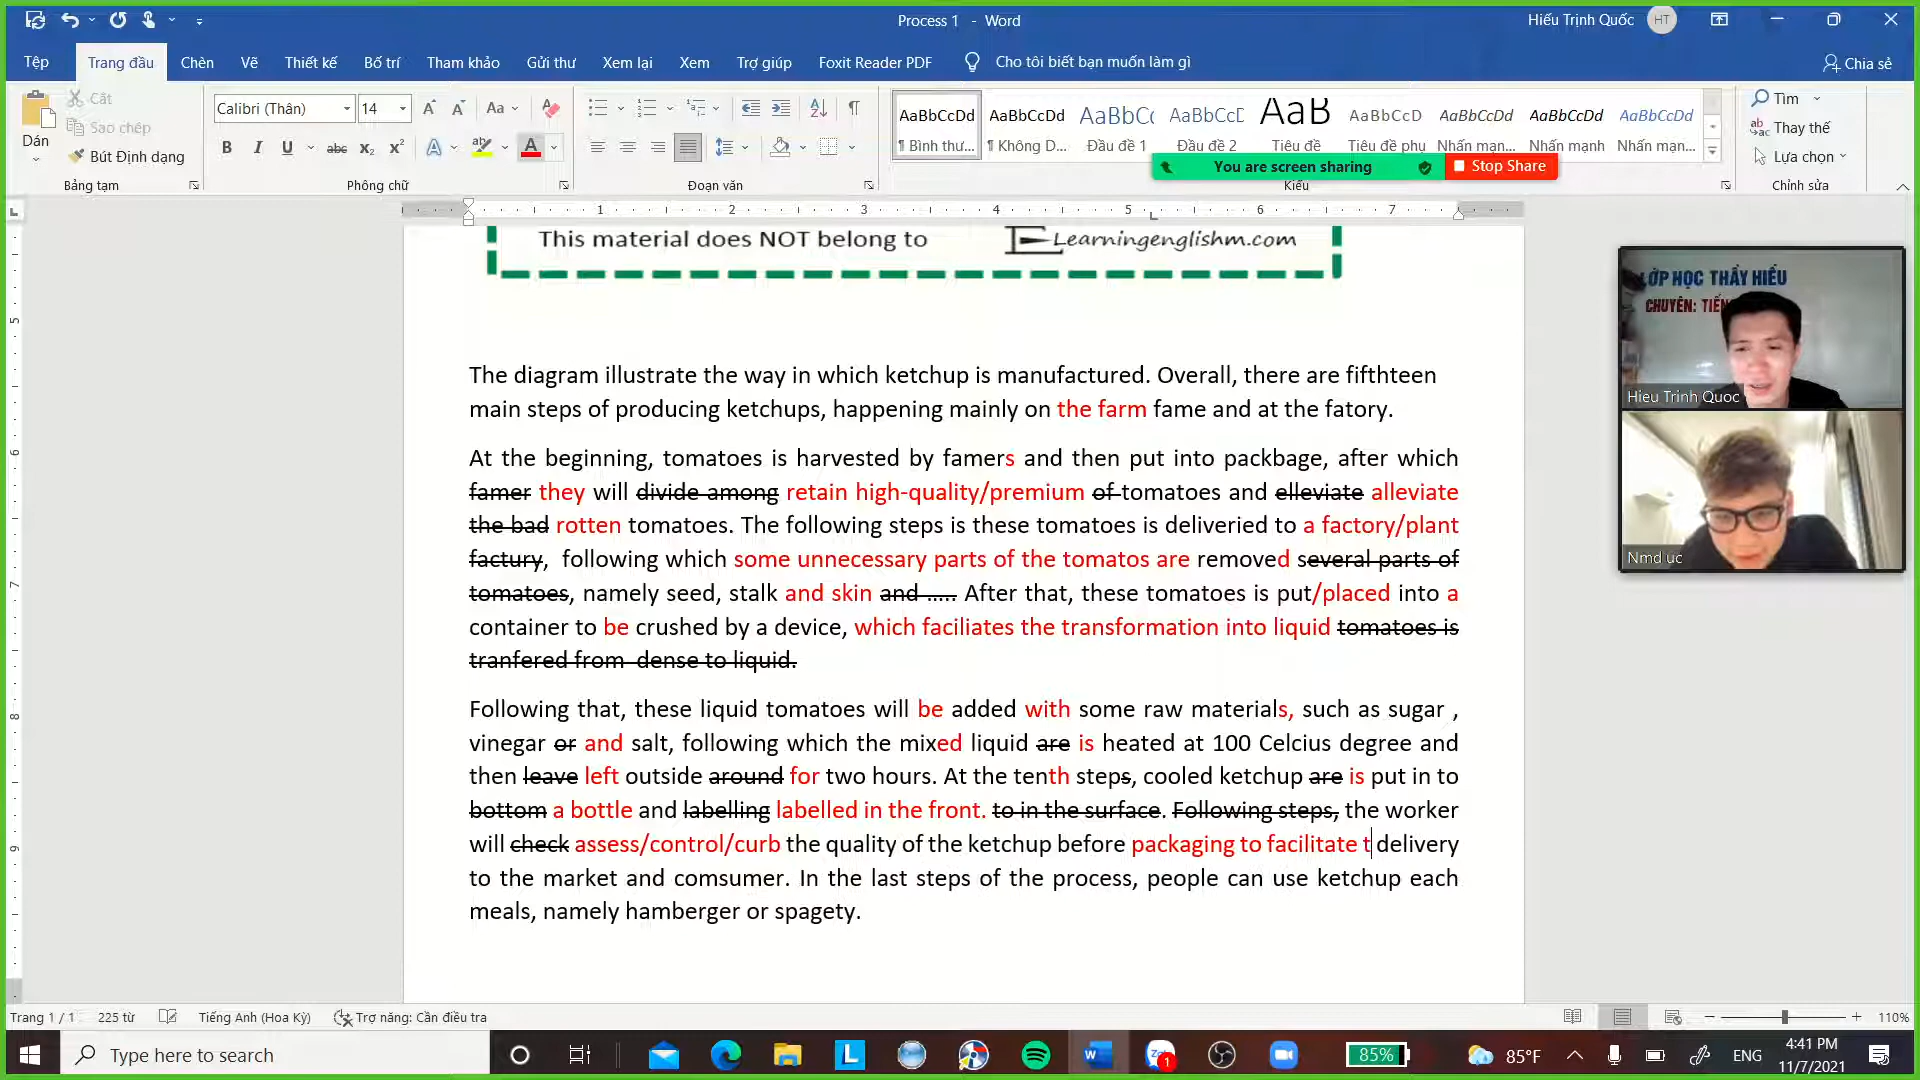 Process 1 - Word
Hiếu Trịnh Quốc HT
Tệp Trang đầu Chèn Vẽ Thiết kế Bố trí Tham khảo Gửi thư Xem lại Xem Trợ giúp Foxit Reader PDF Cho tôi biết bạn muốn làm gì Chia sẻ
Dán
Cắt
Sao chép
Bút Định dạng
Bảng tạm
Calibri (Thân) 14
Phông chữ
Đoạn văn
AaBbCcDd AaBbCcDd AaBbC AaBbCcD AaB AaBbCcD AaBbCcDd AaBbCcDd AaBbCcDd
¶ Bình thư... ¶ Không D... Đầu đề 1 Đầu đề 2 Tiêu đề Tiêu đề phụ Nhấn mạn... Nhấn mạnh Nhấn mạn...
Kiểu
Tìm
Thay thế
Lựa chọn
Chỉnh sửa
You are screen sharing Stop Share
1 2 3 4 5 6 7
This material does NOT belong to Learningenglishm.com
The diagram illustrate the way in which ketchup is manufactured. Overall, there are fifthteen
main steps of producing ketchups, happening mainly on the farm fame and at the fatory.
At the beginning, tomatoes is harvested by famers and then put into packbage, after which
famer they will divide among retain high-quality/premium of tomatoes and elleviate alleviate
the bad rotten tomatoes. The following steps is these tomatoes is deliveried to a factory/plant
factury, following which some unnecessary parts of the tomatos are removed several parts of
tomatoes, namely seed, stalk and skin and ..... After that, these tomatoes is put/placed into a
container to be crushed by a device, which faciliates the transformation into liquid tomatoes is
tranfered from dense to liquid.
Following that, these liquid tomatoes will be added with some raw materials, such as sugar ,
vinegar or and salt, following which the mixed liquid are is heated at 100 Celcius degree and
then leave left outside around for two hours. At the tenth steps, cooled ketchup are is put in to
bottom a bottle and labelling labelled in the front. to in the surface. Following steps, the worker
will check assess/control/curb the quality of the ketchup before packaging to facilitate t delivery
to the market and comsumer. In the last steps of the process, people can use ketchup each
meals, namely hamberger or spagety.
5
6
7
8
9
LỚP HỌC THẦY HIẾU
CHUYÊN: TIẾN
Hieu Trinh Quoc
Nmd uc
Trang 1 / 1 225 từ Tiếng Anh (Hoa Kỳ) Trợ năng: Cần điều tra 110%
Type here to search
85%
85°F
ENG
4:41 PM
11/7/2021